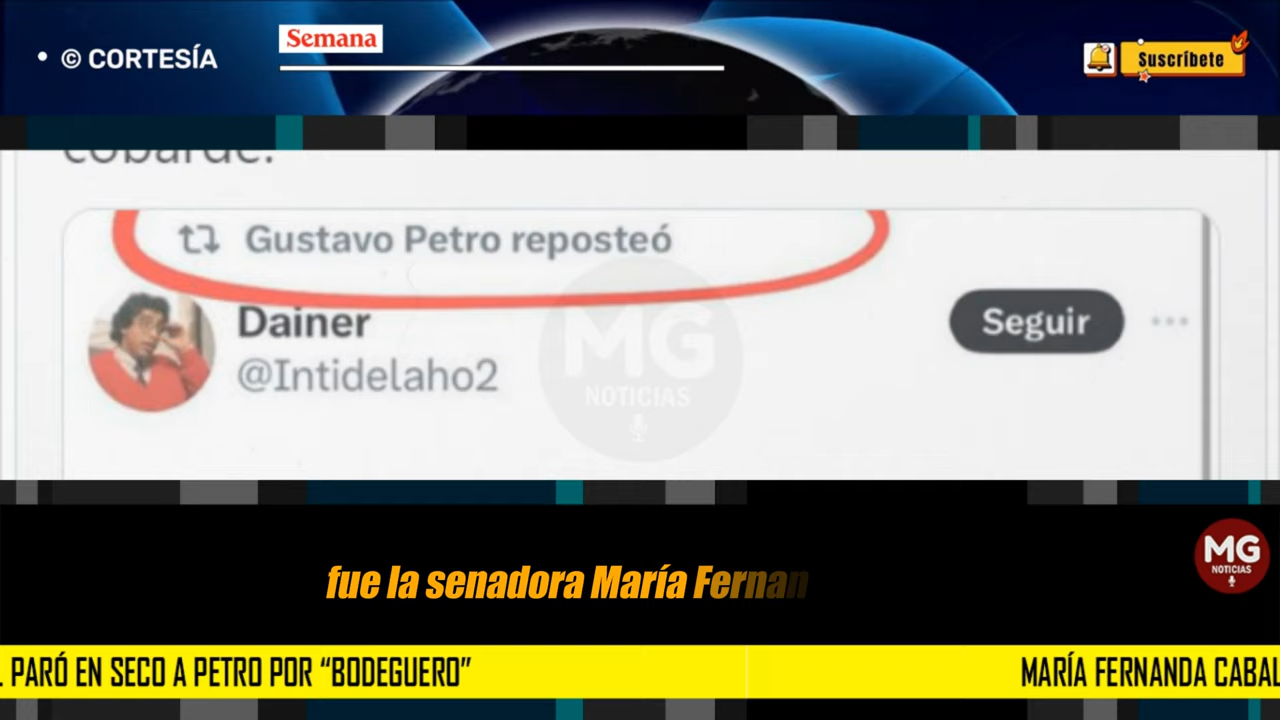 • © CORTESÍA
Semana
Suscríbete
cobarde.
Gustavo Petro reposteó
Dainer
@Intidelaho2
Seguir
MG
NOTICIAS
fue la senadora María Fernan
MG
NOTICIAS
. PARÓ EN SECO A PETRO POR “BODEGUERO”
MARÍA FERNANDA CABAL